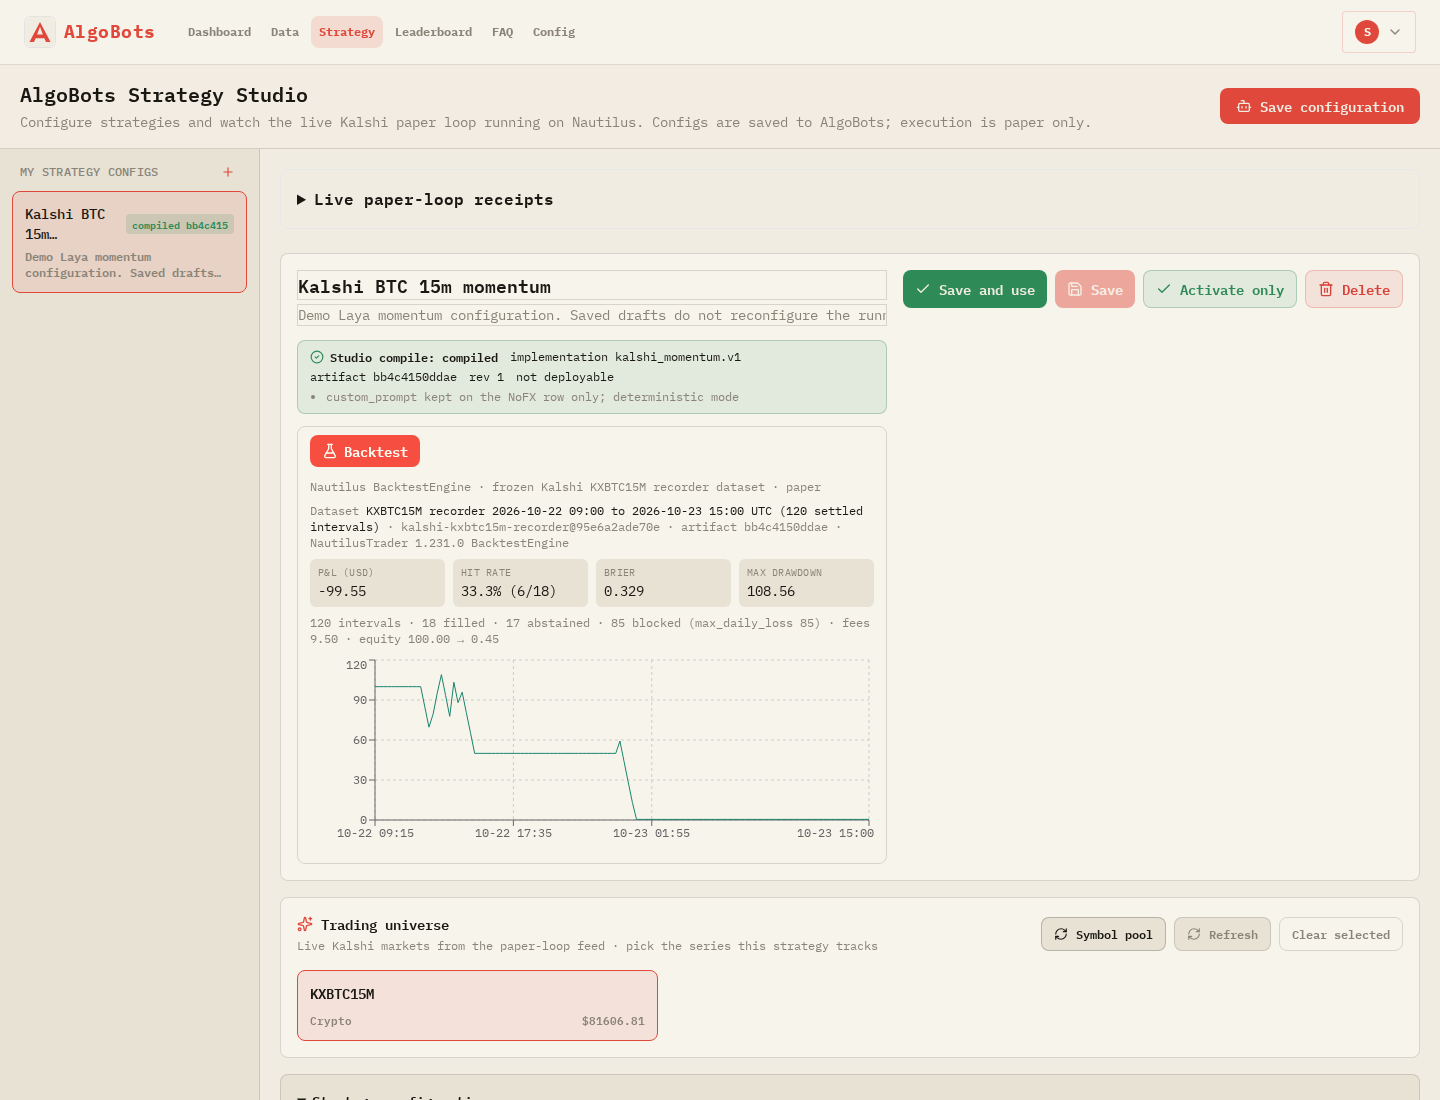 AlgoBots
Dashboard Data Strategy Leaderboard FAQ Config
S
AlgoBots Strategy Studio
Configure strategies and watch the live Kalshi paper loop running on Nautilus. Configs are saved to AlgoBots; execution is paper only.
Save configuration
MY STRATEGY CONFIGS
Kalshi BTC
15m…
compiled bb4c415
Demo Laya momentum
configuration. Saved drafts…
Live paper-loop receipts
Kalshi BTC 15m momentum
Demo Laya momentum configuration. Saved drafts do not reconfigure the
Save and use
Save
Activate only
Delete
Studio compile: compiled implementation kalshi_momentum.v1
artifact bb4c4150ddae rev 1 not deployable
• custom_prompt kept on the NoFX row only; deterministic mode
Backtest
Nautilus BacktestEngine · frozen Kalshi KXBTC15M recorder dataset · paper
Dataset KXBTC15M recorder 2026-10-22 09:00 to 2026-10-23 15:00 UTC (120 settled
intervals) · kalshi-kxbtc15m-recorder@95e6a2ade70e · artifact bb4c4150ddae ·
NautilusTrader 1.231.0 BacktestEngine
P&L (USD)
-99.55
HIT RATE
33.3% (6/18)
BRIER
0.329
MAX DRAWDOWN
108.56
120 intervals · 18 filled · 17 abstained · 85 blocked (max_daily_loss 85) · fees
9.50 · equity 100.00 → 0.45
120
90
60
30
0
10-22 09:15 10-22 17:35 10-23 01:55 10-23 15:00
Trading universe
Live Kalshi markets from the paper-loop feed · pick the series this strategy tracks
Symbol pool
Refresh
Clear selected
KXBTC15M
Crypto $81606.81